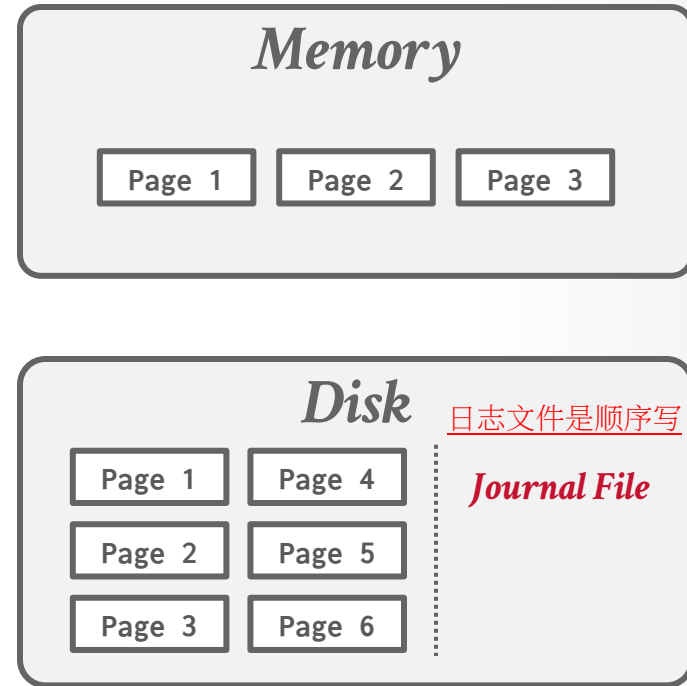 Memory
Page 1 Page 2 Page 3
Disk
日志文件是顺序写
Page 1 Page 4
Journal File
Page 2 Page 5
Page 3 Page 6